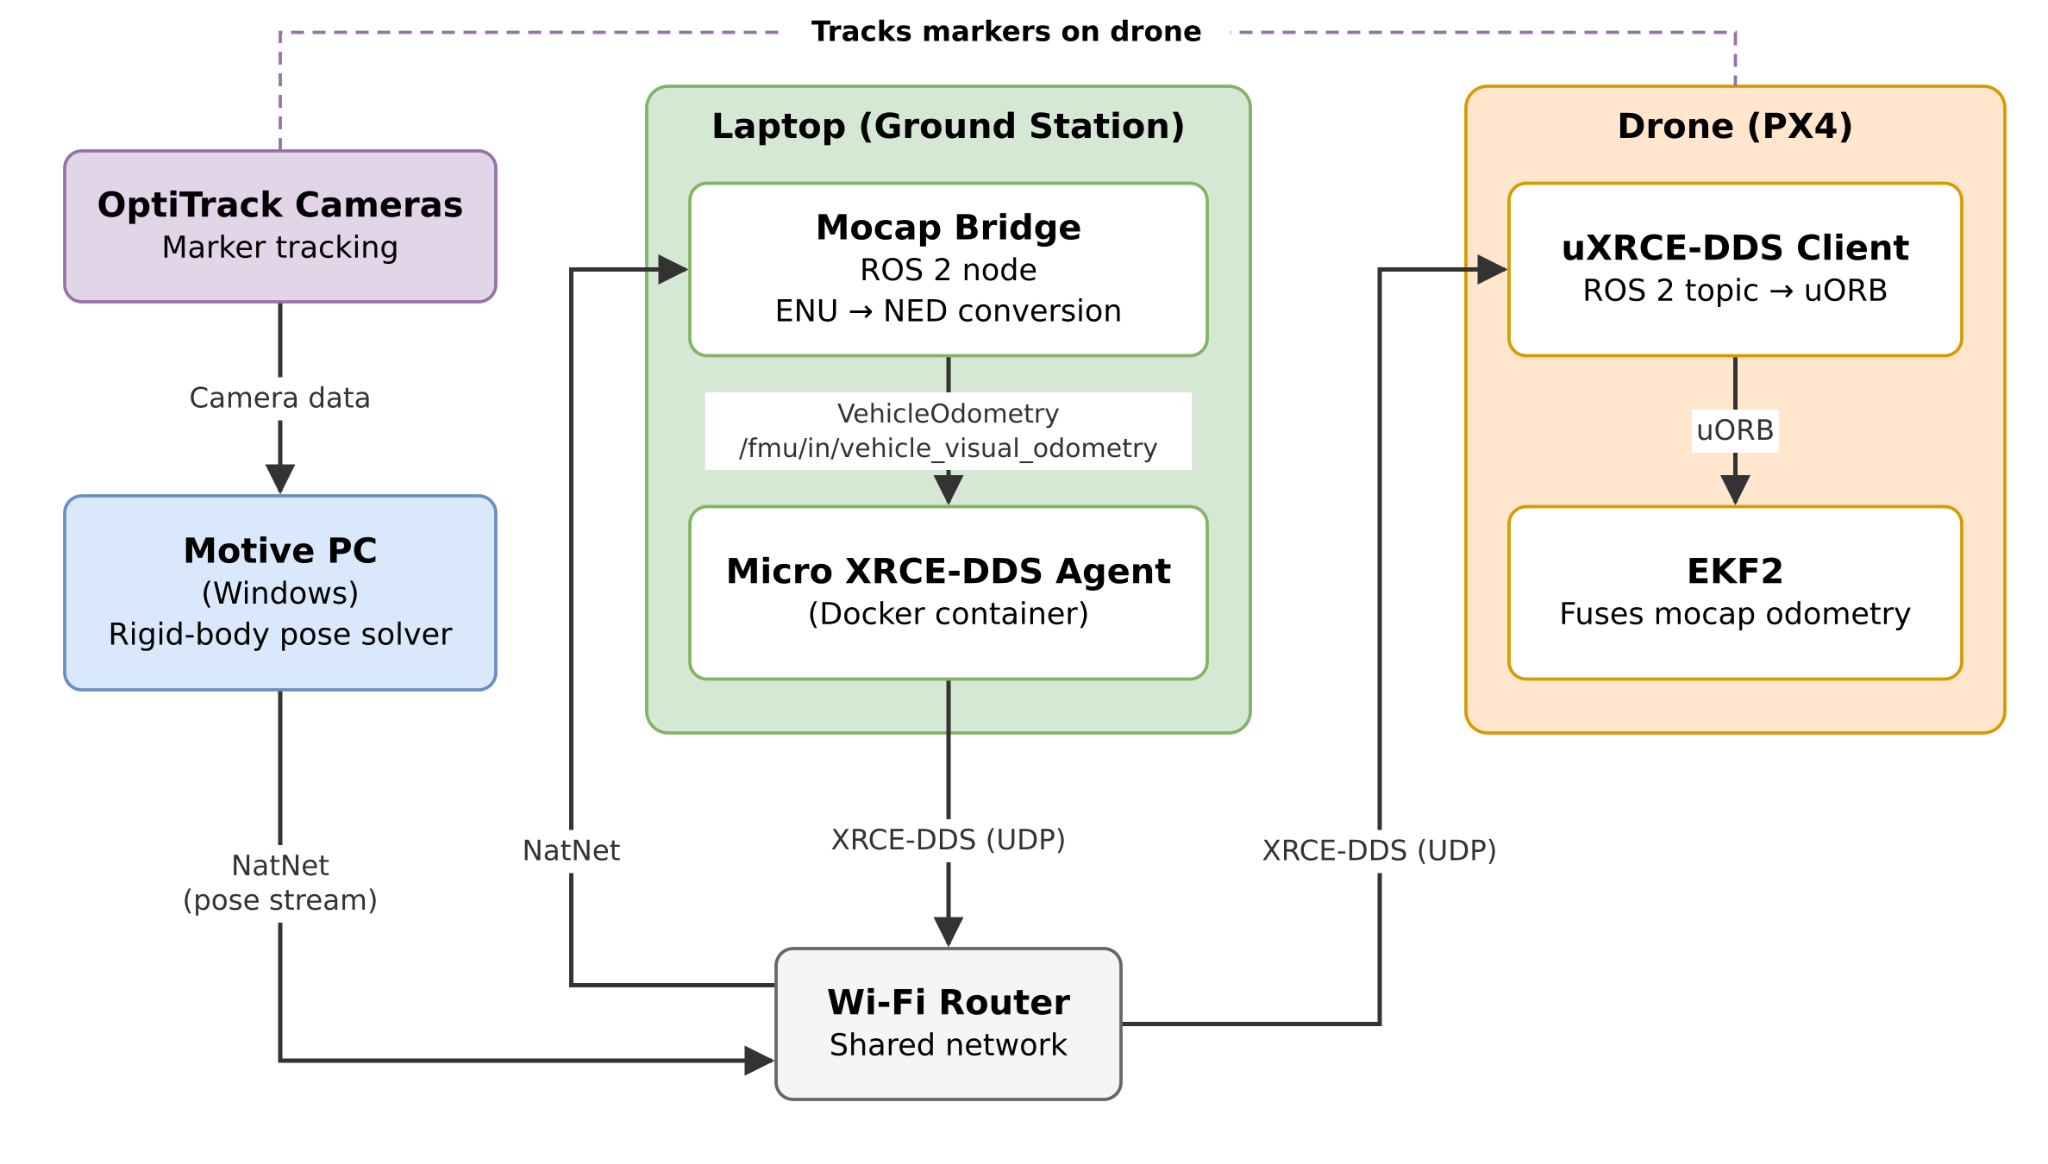 Tracks markers on drone
OptiTrack Cameras
Marker tracking
Camera data
Motive PC
(Windows)
Rigid-body pose solver
NatNet
(pose stream)
NatNet
Laptop (Ground Station)
Mocap Bridge
ROS 2 node
ENU → NED conversion
VehicleOdometry
/fmu/in/vehicle_visual_odometry
Micro XRCE-DDS Agent
(Docker container)
XRCE-DDS (UDP)
Wi-Fi Router
Shared network
XRCE-DDS (UDP)
Drone (PX4)
uXRCE-DDS Client
ROS 2 topic → uORB
uORB
EKF2
Fuses mocap odometry